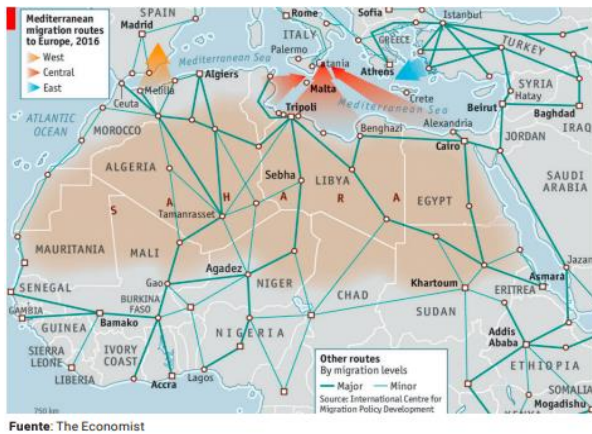 Mediterranean
migration routes
to Europe, 2016
West
Central
East
SPAIN
Madrid
Rome
ITALY
Sofia
Istanbul
Palermo
Catania
GREECE
Athens
TURKEY
Mediterranean Sea
Algiers
Melilla
Ceuta
Malta
Tripoli
Mediterranean Sea
Crete
SYRIA
Hatay
Beirut
Baghdad
IRAQ
ATLANTIC
OCEAN
MOROCCO
Benghazi
Alexandria
Cairo
JORDAN
ALGERIA
Sebha
LIBYA
EGYPT
SAUDI
ARABIA
S A H A R A
Tamanrasset
MAURITANIA
MALI
Agadez
NIGER
CHAD
Khartoum
SUDAN
Asmara
ERITREA
Jazan
SENEGAL
GAMBIA
Gao
BURKINA
FASO
Bamako
GUINEA
SIERRA
LEONE
LIBERIA
IVORY
COAST
Accra
Lagos
NIGERIA
Addis
Ababa
ETHIOPIA
SOMALIA
Mogadishu
KENYA
750 km
Other routes
By migration levels
Major Minor
Source: International Centre for
Migration Policy Development
Fuente: The Economist